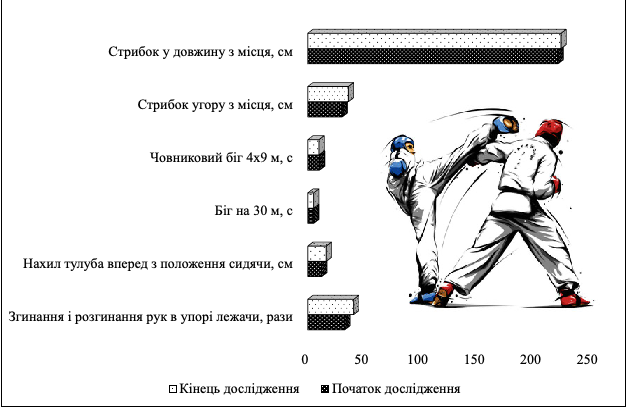 Стрибок у довжину з місця, см
Стрибок угору з місця, см
Човниковий біг 4х9 м, с
Біг на 30 м, с
Нахил тулуба вперед з положення сидячи, см
Згинання і розгинання рук в упорі лежачи, рази
0 50 100 150 200 250
Кінець дослідження Початок дослідження